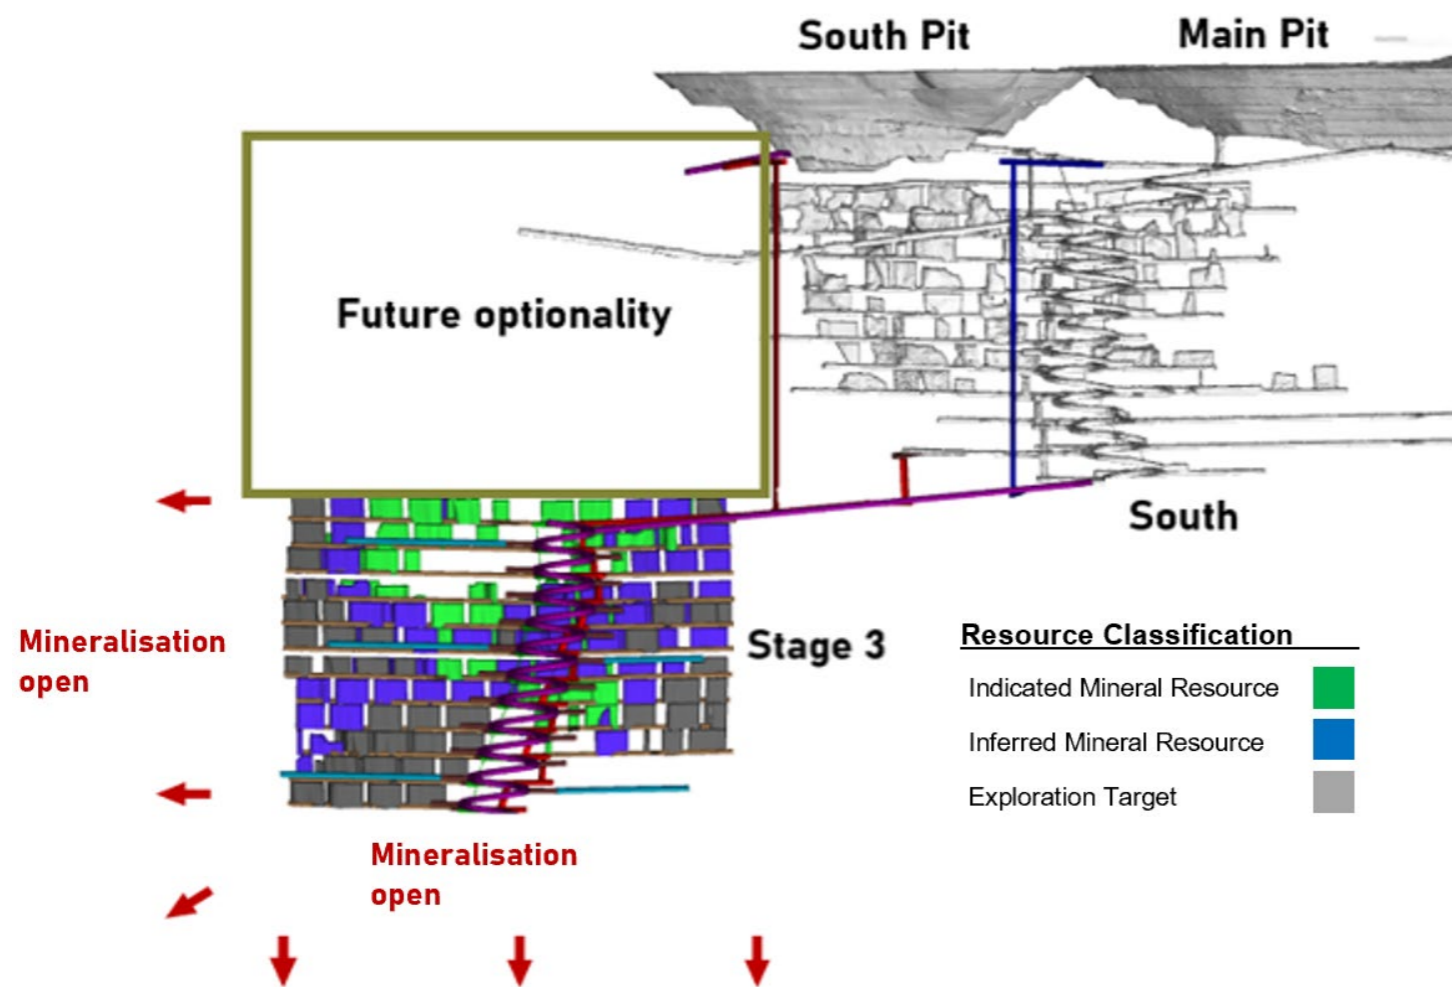 South Pit
Main Pit
Future optionality
South
Stage 3
Mineralisation
open
Resource Classification
Indicated Mineral Resource
Inferred Mineral Resource
Exploration Target
Mineralisation
open